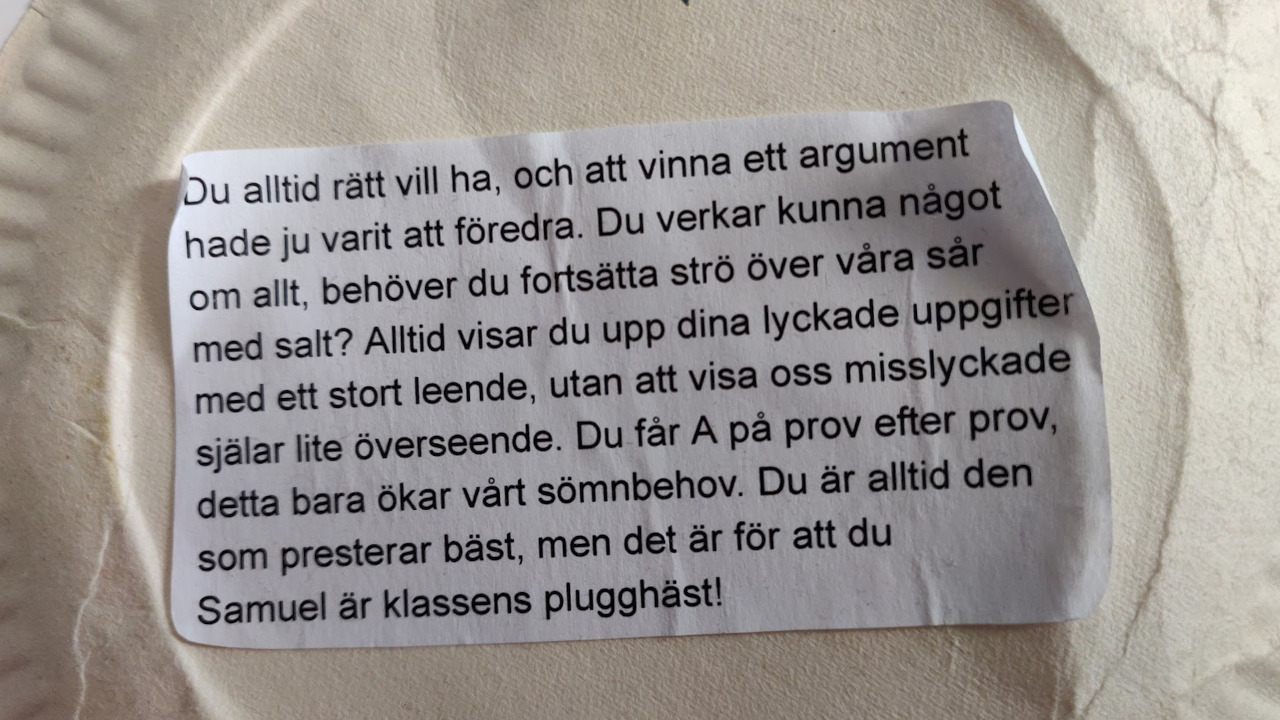 Du alltid rätt vill ha, och att vinna ett argument
hade ju varit att föredra. Du verkar kunna något
om allt, behöver du fortsätta strö över våra sår
med salt? Alltid visar du upp dina lyckade uppgifter
med ett stort leende, utan att visa oss misslyckade
själar lite överseende. Du får A på prov efter prov,
detta bara ökar vårt sömnbehov. Du är alltid den
som presterar bäst, men det är för att du
Samuel är klassens plugghäst!